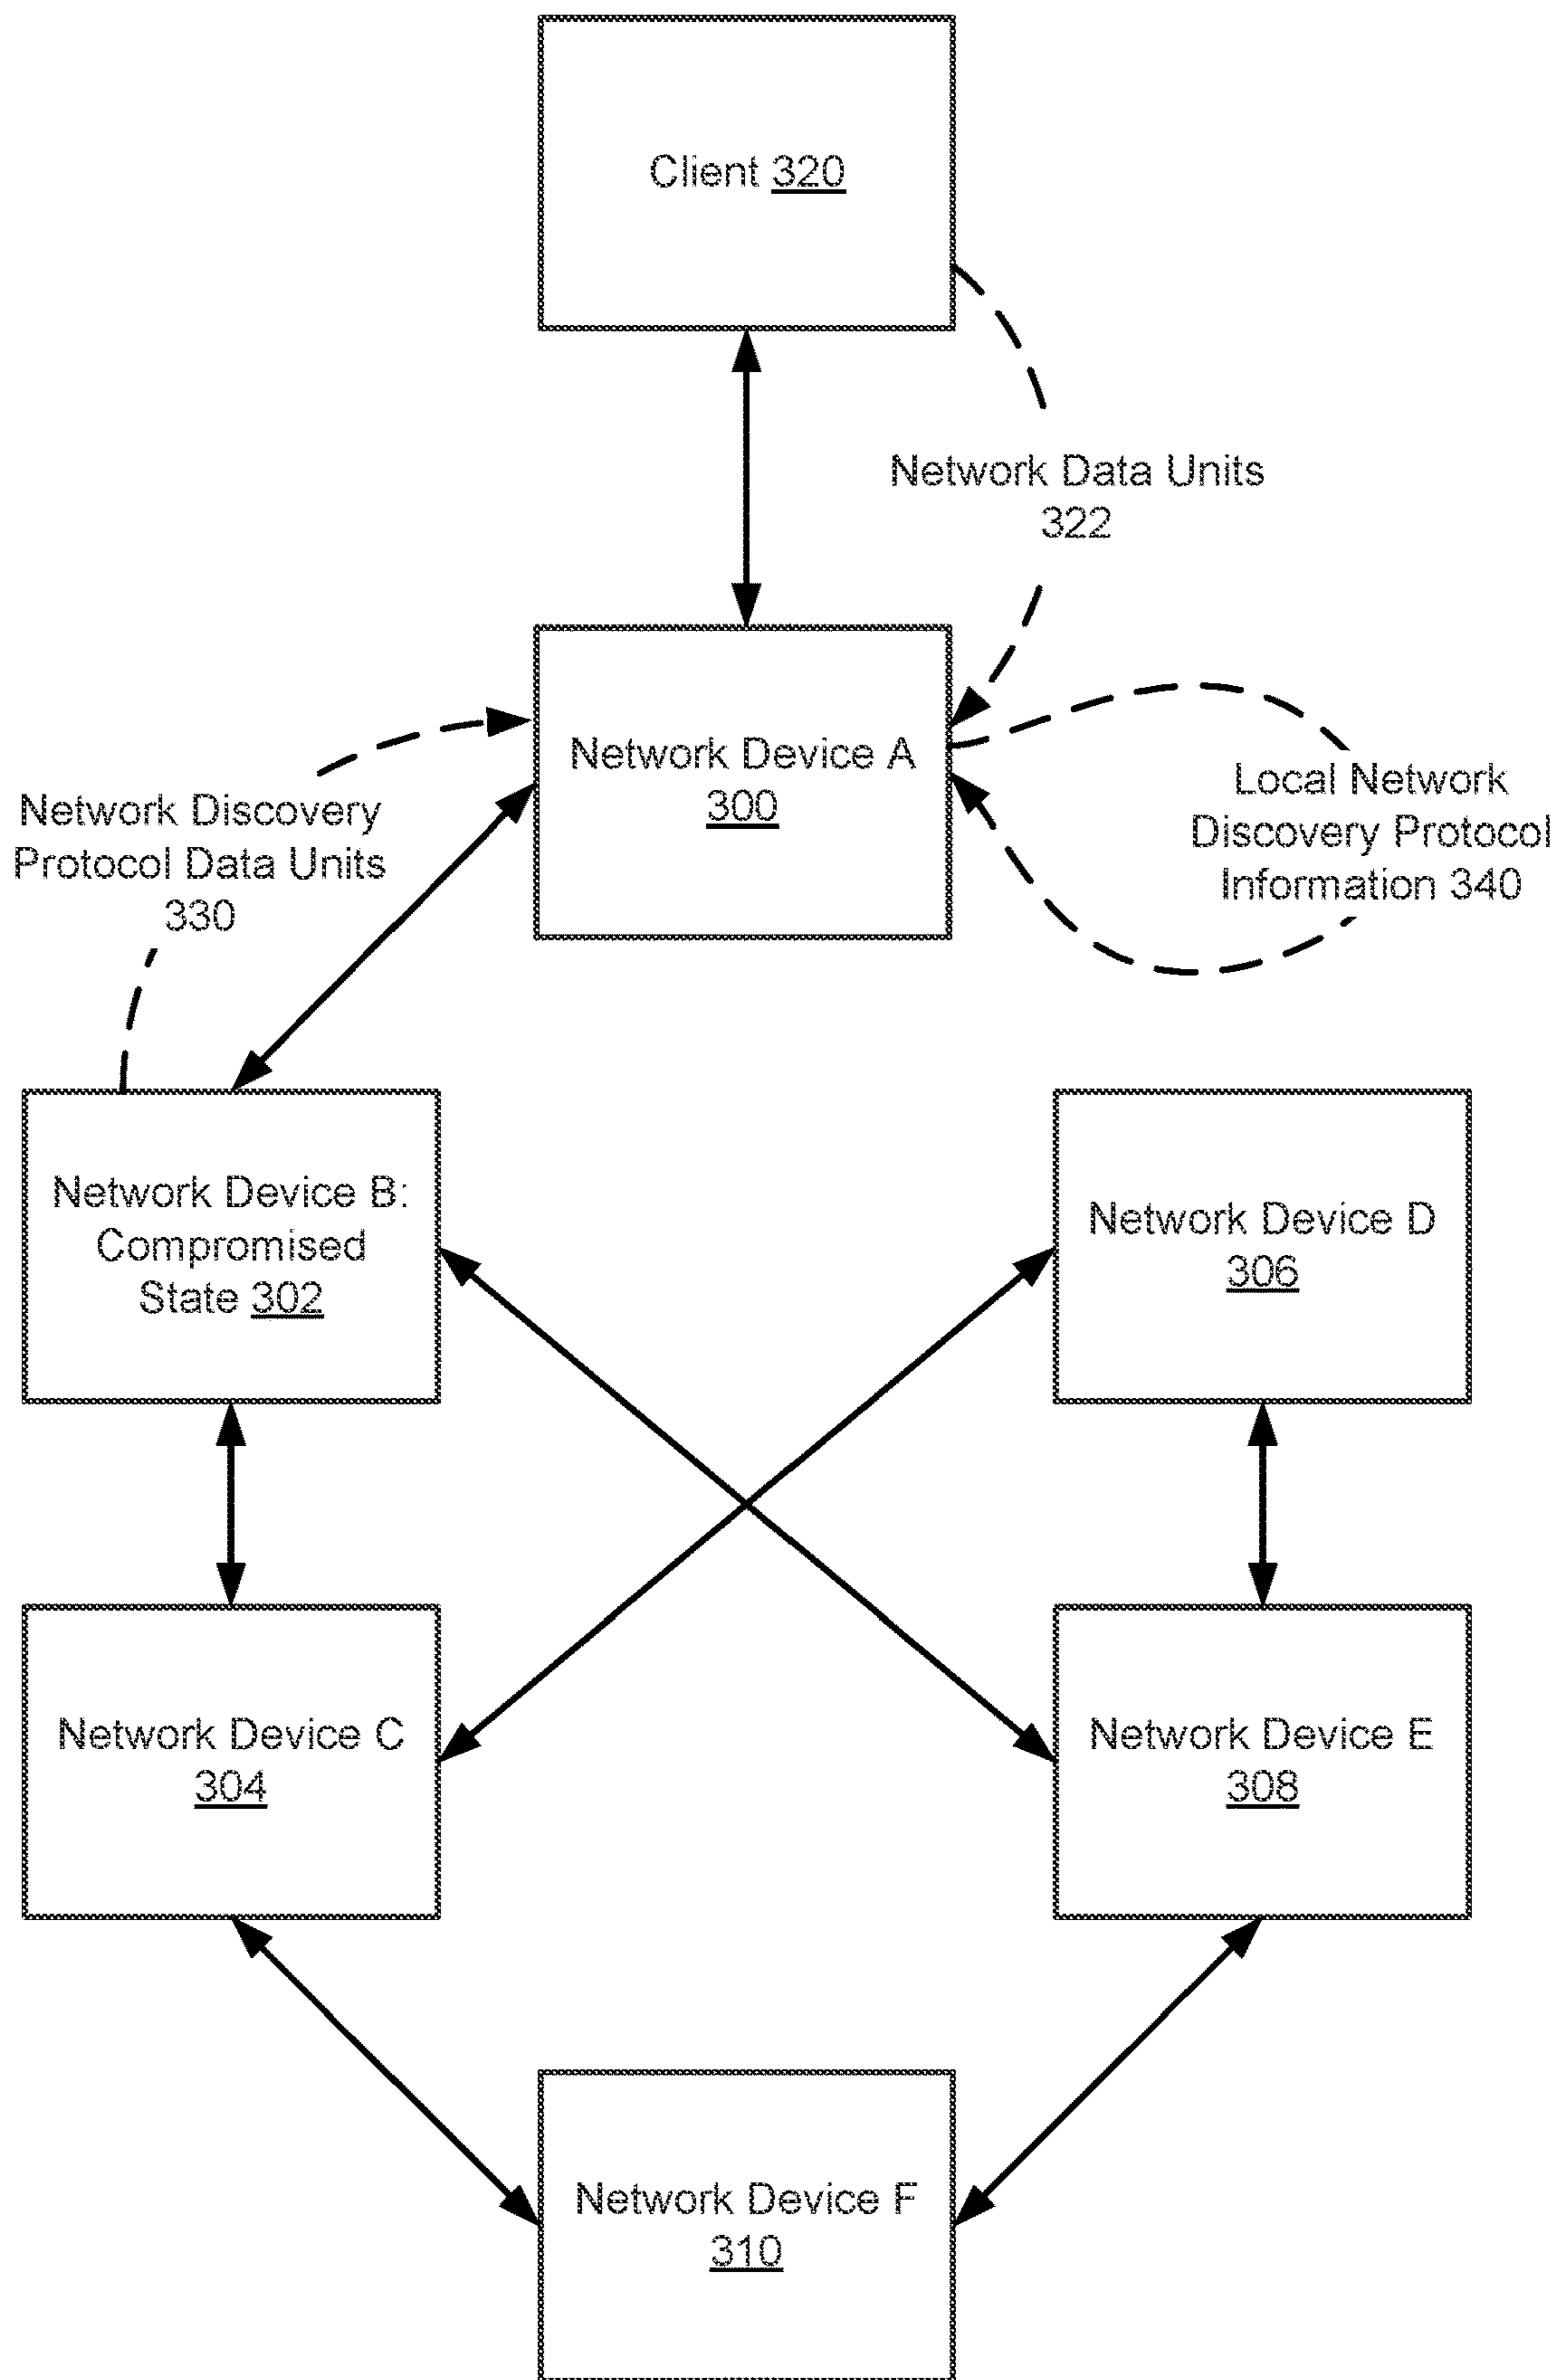 Client 320
Network Data Units
322
Network Device A
300
Local Network
Discovery Protocol
Information 340
Network Discovery
Protocol Data Units
330
Network Device B:
Compromised
State 302
Network Device D
306
Network Device C
304
Network Device E
308
Network Device F
310